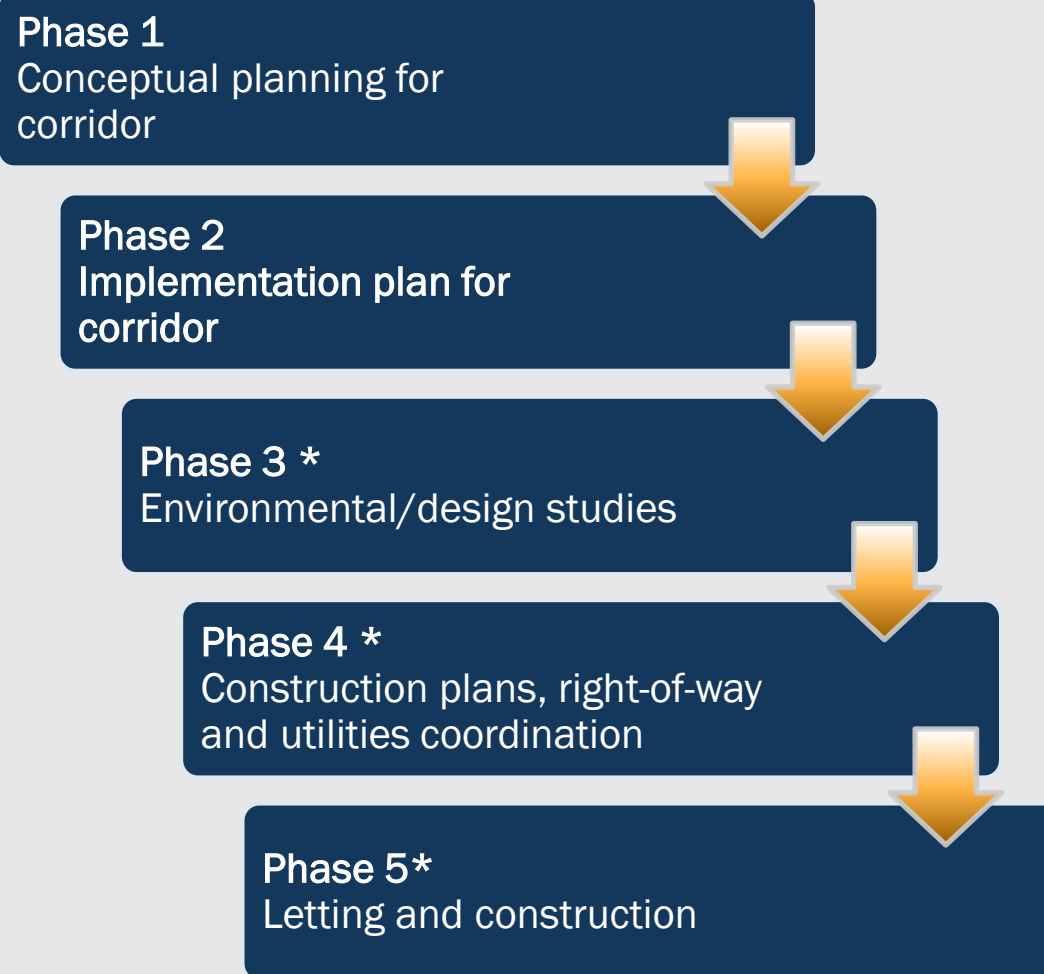 Phase 1
Conceptual planning for
corridor
Phase 2
Implementation plan for
corridor
Phase 3 *
Environmental/design studies
Phase 4 *
Construction plans, right-of-way
and utilities coordination
Phase 5*
Letting and construction